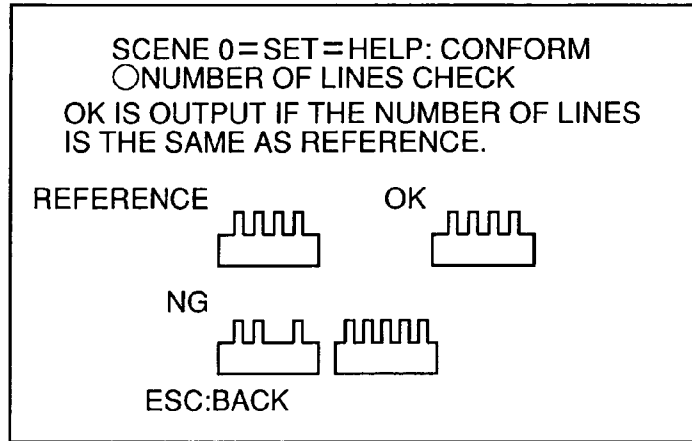 SCENE 0=SET=HELP: CONFORM
○NUMBER OF LINES CHECK
OK IS OUTPUT IF THE NUMBER OF LINES
IS THE SAME AS REFERENCE.
REFERENCE OK
NG
ESC:BACK